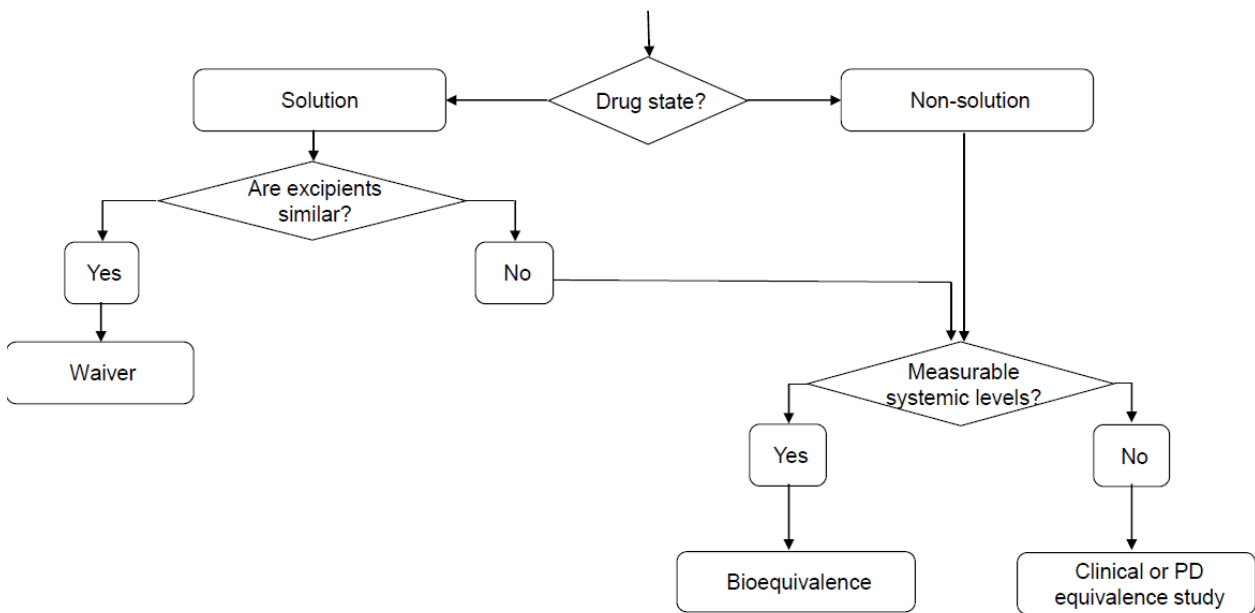 Solution
Drug state?
Non-solution
Are excipients
similar?
Yes
No
Waiver
Measurable
systemic levels?
Yes
No
Bioequivalence
Clinical or PD
equivalence study